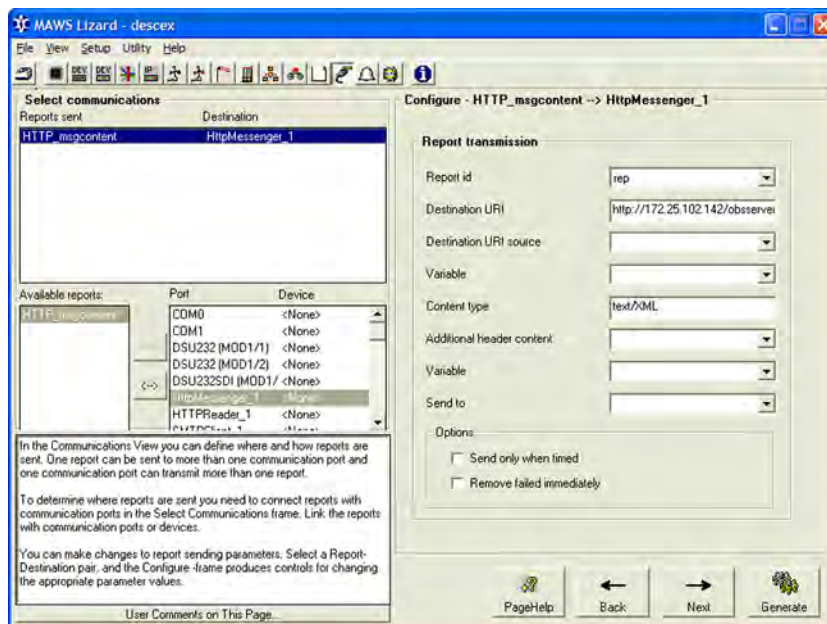 MAWS Lizard - descex
File View Setup Utility Help
Select communications
Reports sent Destination
HTTP_msgcontent HttpMessenger_1
Available reports:
HTTP_msgcontent
Port Device
COM0 <None>
COM1 <None>
DSU232 (MOD1/1) <None>
DSU232 (MOD1/2) <None>
DSU232SDI (MOD1/ <None>
HttpMessenger_1 <None>
HTTPReader_1 <None>
<-->
In the Communications View you can define where and how reports are
sent. One report can be sent to more than one communication port and
one communication port can transmit more than one report.
To determine where reports are sent you need to connect reports with
communication ports in the Select Communications frame. Link the reports
with communication ports or devices.
You can make changes to report sending parameters. Select a Report-
Destination pair, and the Configure -frame produces controls for changing
the appropriate parameter values.
User Comments on This Page...
Configure - HTTP_msgcontent --> HttpMessenger_1
Report transmission
Report id rep
Destination URI http://172.25.102.142/obsserver
Destination URI source
Variable
Content type text/XML
Additional header content
Variable
Send to
Options
Send only when timed
Remove failed immediately
PageHelp Back Next Generate